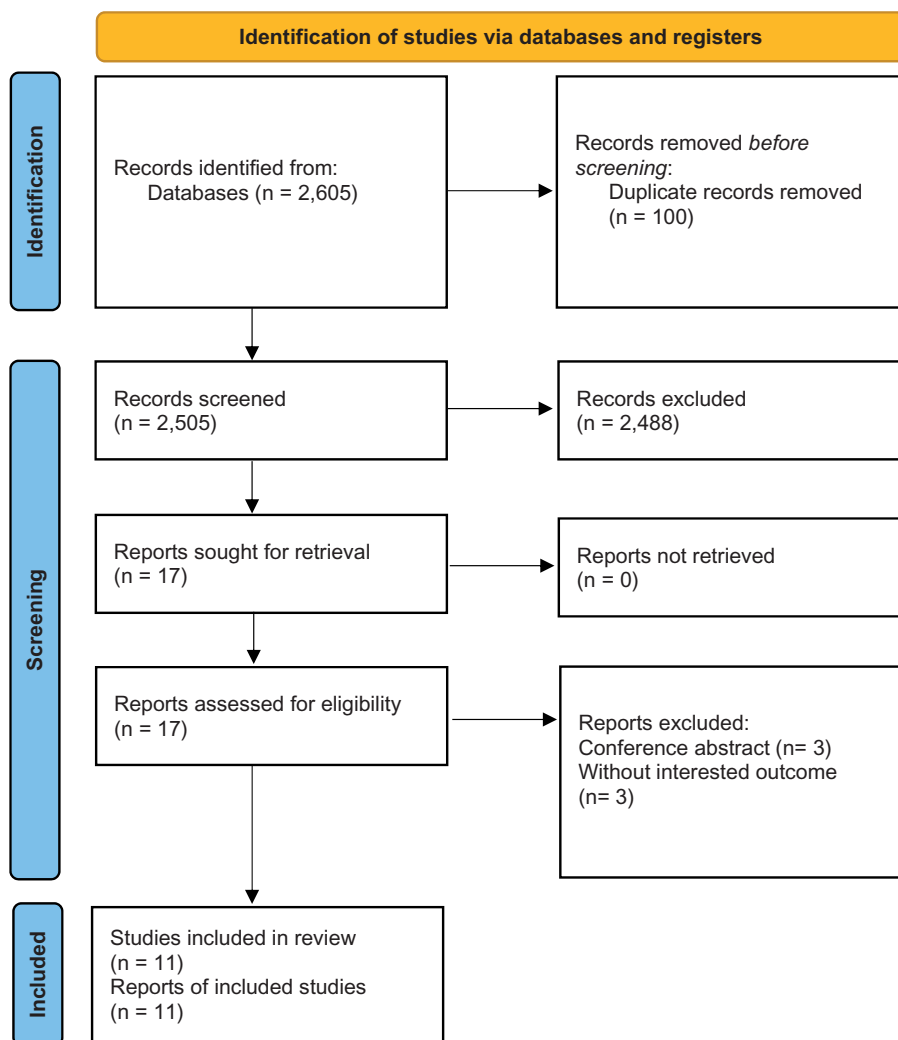 Identification of studies via databases and registers
Identification
Records identified from:
Databases (n = 2,605)
Records removed before
screening:
Duplicate records removed
(n = 100)
Screening
Records screened
(n = 2,505)
Records excluded
(n = 2,488)
Reports sought for retrieval
(n = 17)
Reports not retrieved
(n = 0)
Reports assessed for eligibility
(n = 17)
Reports excluded:
Conference abstract (n= 3)
Without interested outcome
(n= 3)
Included
Studies included in review
(n = 11)
Reports of included studies
(n = 11)